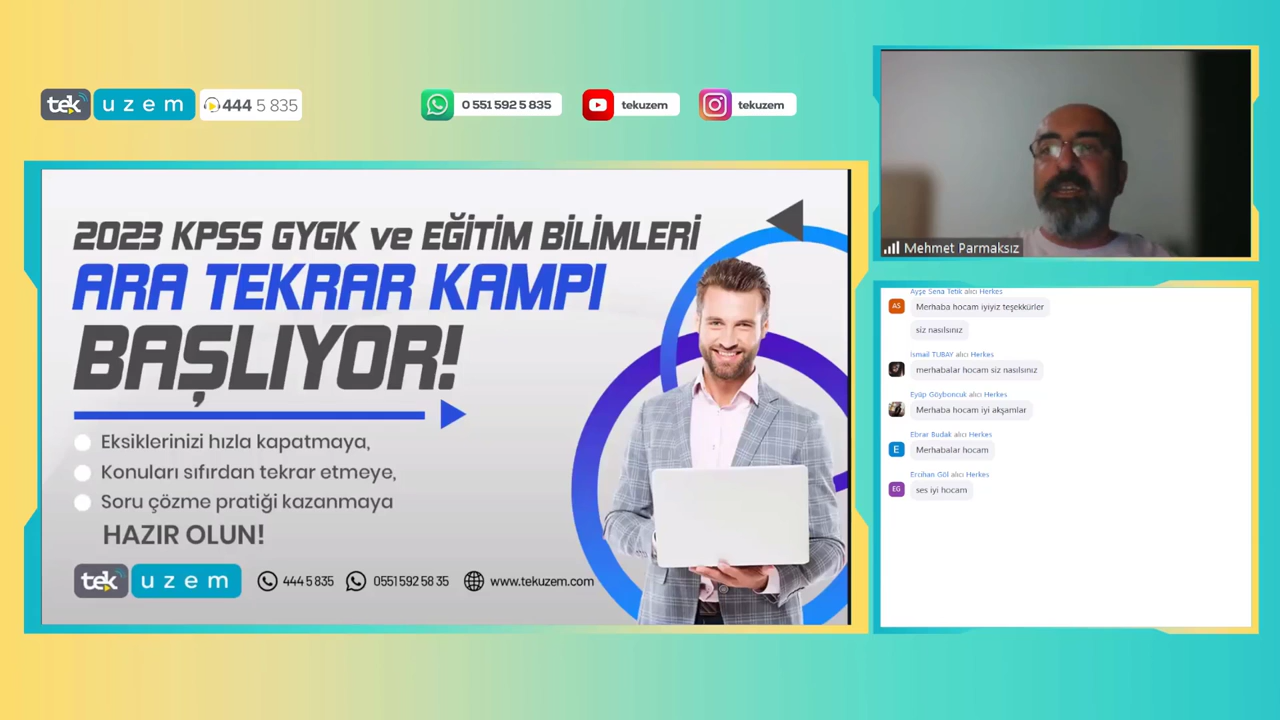 tek uzem 444 5 835
0 551 592 5 835
tekuzem
tekuzem
2023 KPSS GYGK ve EĞİTİM BİLİMLERİ
ARA TEKRAR KAMPI
BAŞLIYOR!
Eksiklerinizi hızla kapatmaya,
Konuları sıfırdan tekrar etmeye,
Soru çözme pratiği kazanmaya
HAZIR OLUN!
tek uzem 444 5 835 0551 592 58 35 www.tekuzem.com
Mehmet Parmaksız
Ayşe Sena Tetik alıcı Herkes
AS
Merhaba hocam iyiyiz teşekkürler
siz nasılsınız
İsmail TUBAY alıcı Herkes
merhabalar hocam siz nasılsınız
Eyüp Göyboncuk alıcı Herkes
Merhaba hocam iyi akşamlar
Ebrar Budak alıcı Herkes
E
Merhabalar hocam
Ercihan Göl alıcı Herkes
EG
ses iyi hocam